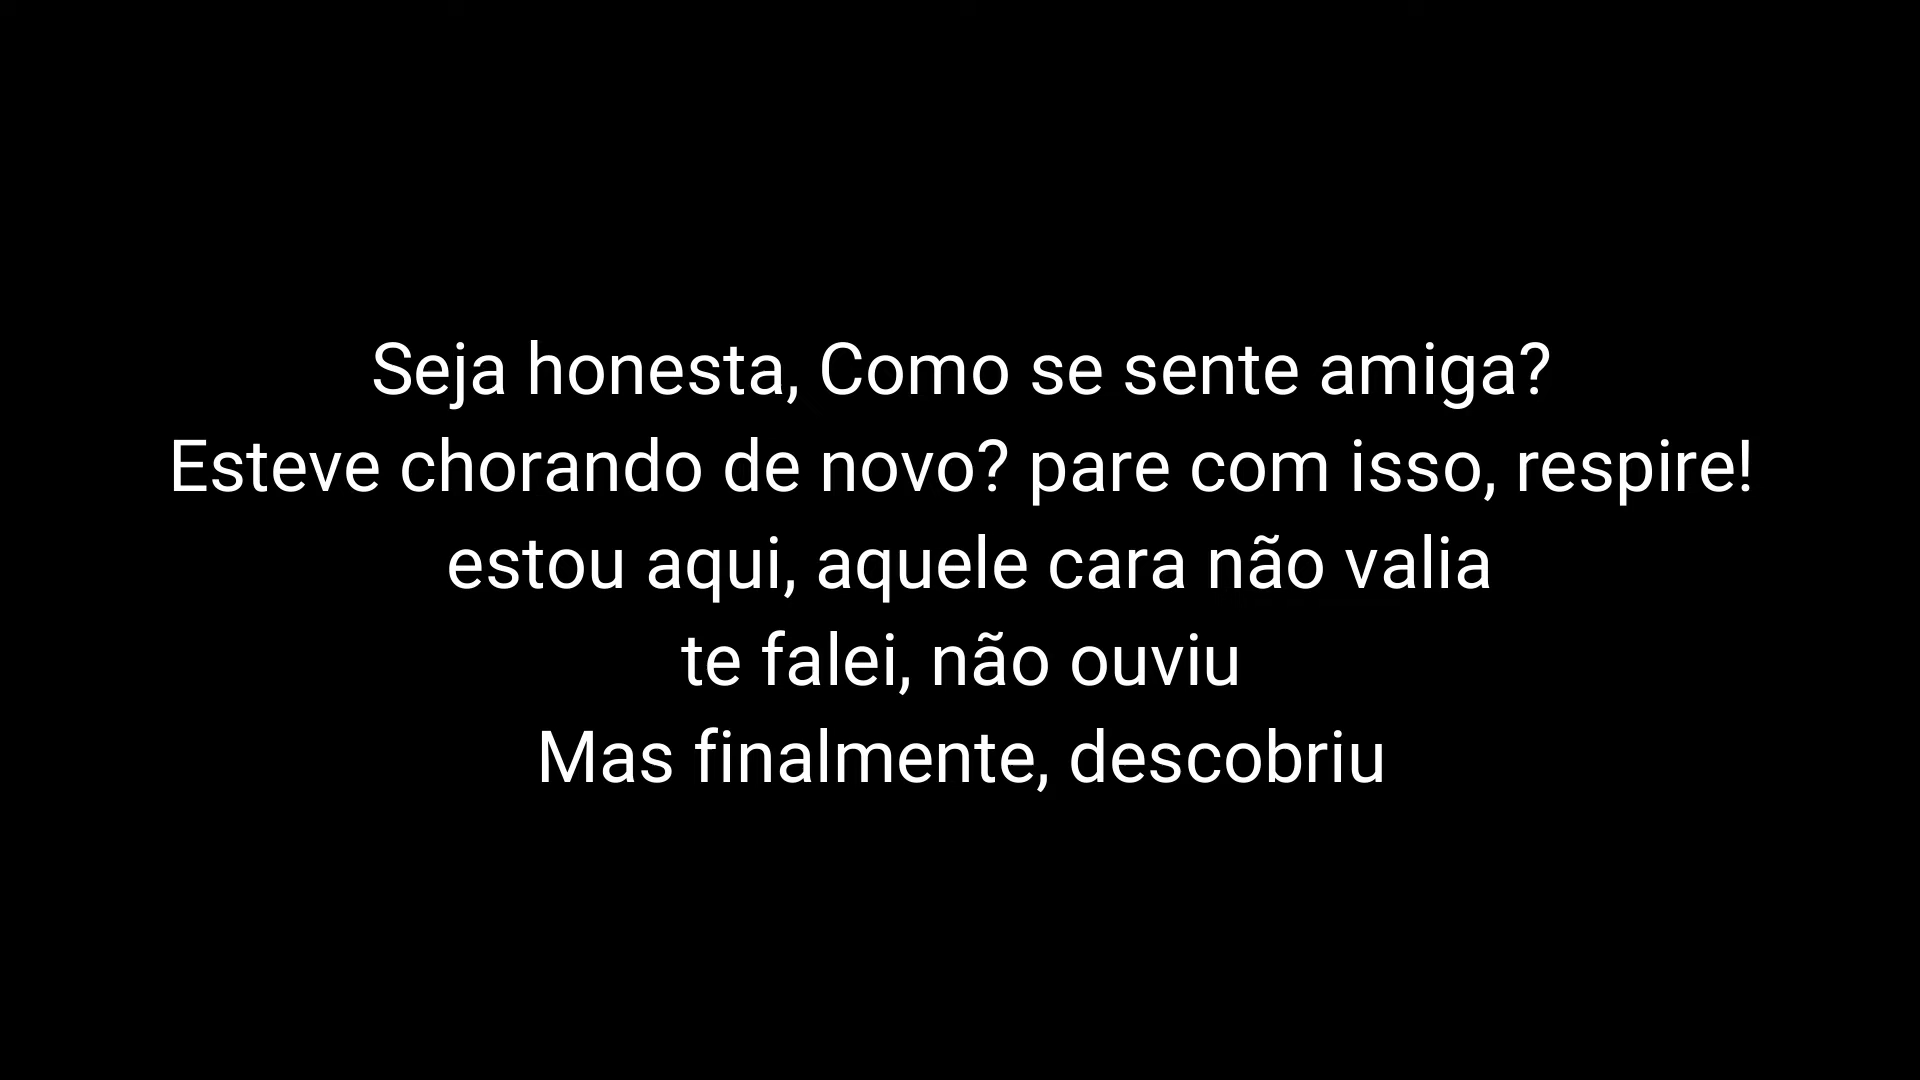 Seja honesta, Como se sente amiga?
Esteve chorando de novo? pare com isso, respire!
estou aqui, aquele cara não valia
te falei, não ouviu
Mas finalmente, descobriu